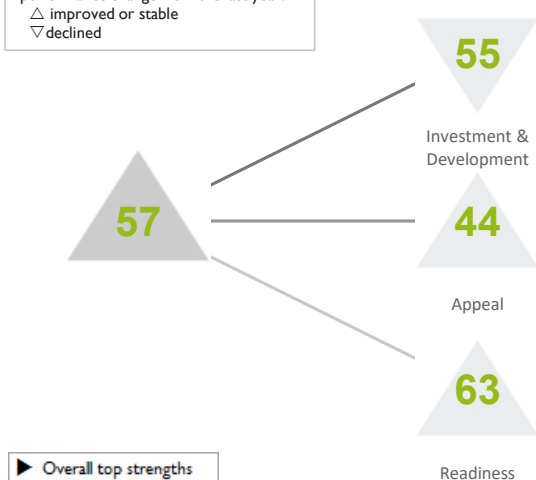 △ improved or stable
▽ declined
55
Investment &
Development
57
44
Appeal
63
▶ Overall top strengths
Readiness